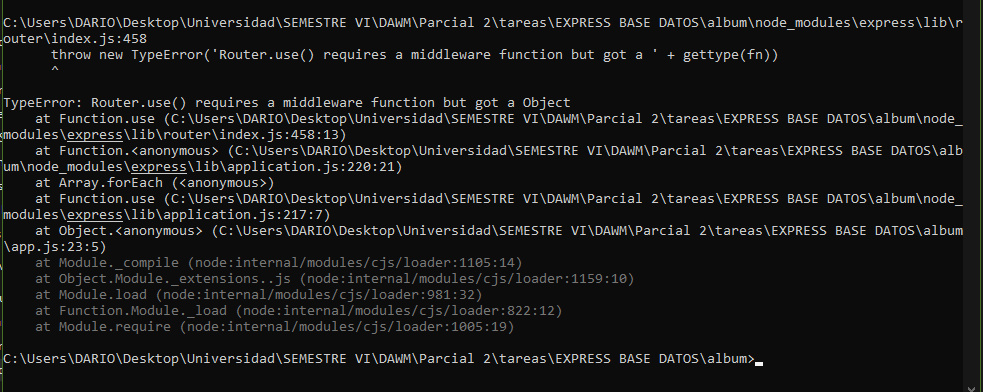 C:\Users\DARIO\Desktop\Universidad\SEMESTRE VI\DAWM\Parcial 2\tareas\EXPRESS BASE DATOS\album\node_modules\express\lib\r
outer\index.js:458
      throw new TypeError('Router.use() requires a middleware function but got a ' + gettype(fn))
      ^
TypeError: Router.use() requires a middleware function but got a Object
    at Function.use (C:\Users\DARIO\Desktop\Universidad\SEMESTRE VI\DAWM\Parcial 2\tareas\EXPRESS BASE DATOS\album\node_
modules\express\lib\router\index.js:458:13)
    at Function.<anonymous> (C:\Users\DARIO\Desktop\Universidad\SEMESTRE VI\DAWM\Parcial 2\tareas\EXPRESS BASE DATOS\alb
um\node_modules\express\lib\application.js:220:21)
    at Array.forEach (<anonymous>)
    at Function.use (C:\Users\DARIO\Desktop\Universidad\SEMESTRE VI\DAWM\Parcial 2\tareas\EXPRESS BASE DATOS\album\node_
modules\express\lib\application.js:217:7)
    at Object.<anonymous> (C:\Users\DARIO\Desktop\Universidad\SEMESTRE VI\DAWM\Parcial 2\tareas\EXPRESS BASE DATOS\album
\app.js:23:5)
    at Module._compile (node:internal/modules/cjs/loader:1105:14)
    at Object.Module._extensions..js (node:internal/modules/cjs/loader:1159:10)
    at Module.load (node:internal/modules/cjs/loader:981:32)
    at Function.Module._load (node:internal/modules/cjs/loader:822:12)
    at Module.require (node:internal/modules/cjs/loader:1005:19)
C:\Users\DARIO\Desktop\Universidad\SEMESTRE VI\DAWM\Parcial 2\tareas\EXPRESS BASE DATOS\album>